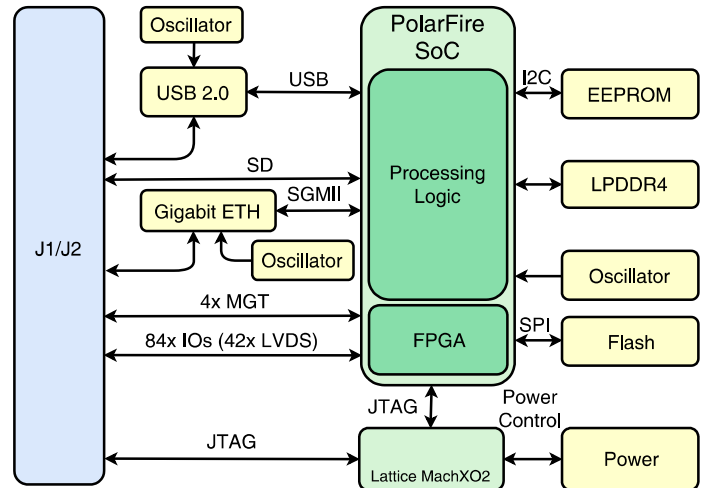 Oscillator
PolarFire
SoC
USB 2.0
USB
I2C
EEPROM
SD
Processing
Logic
LPDDR4
SGMII
Gigabit ETH
J1/J2
Oscillator
Oscillator
4x MGT
84x IOs (42x LVDS)
FPGA
SPI
Flash
JTAG
Power
Control
JTAG
Lattice MachXO2
Power